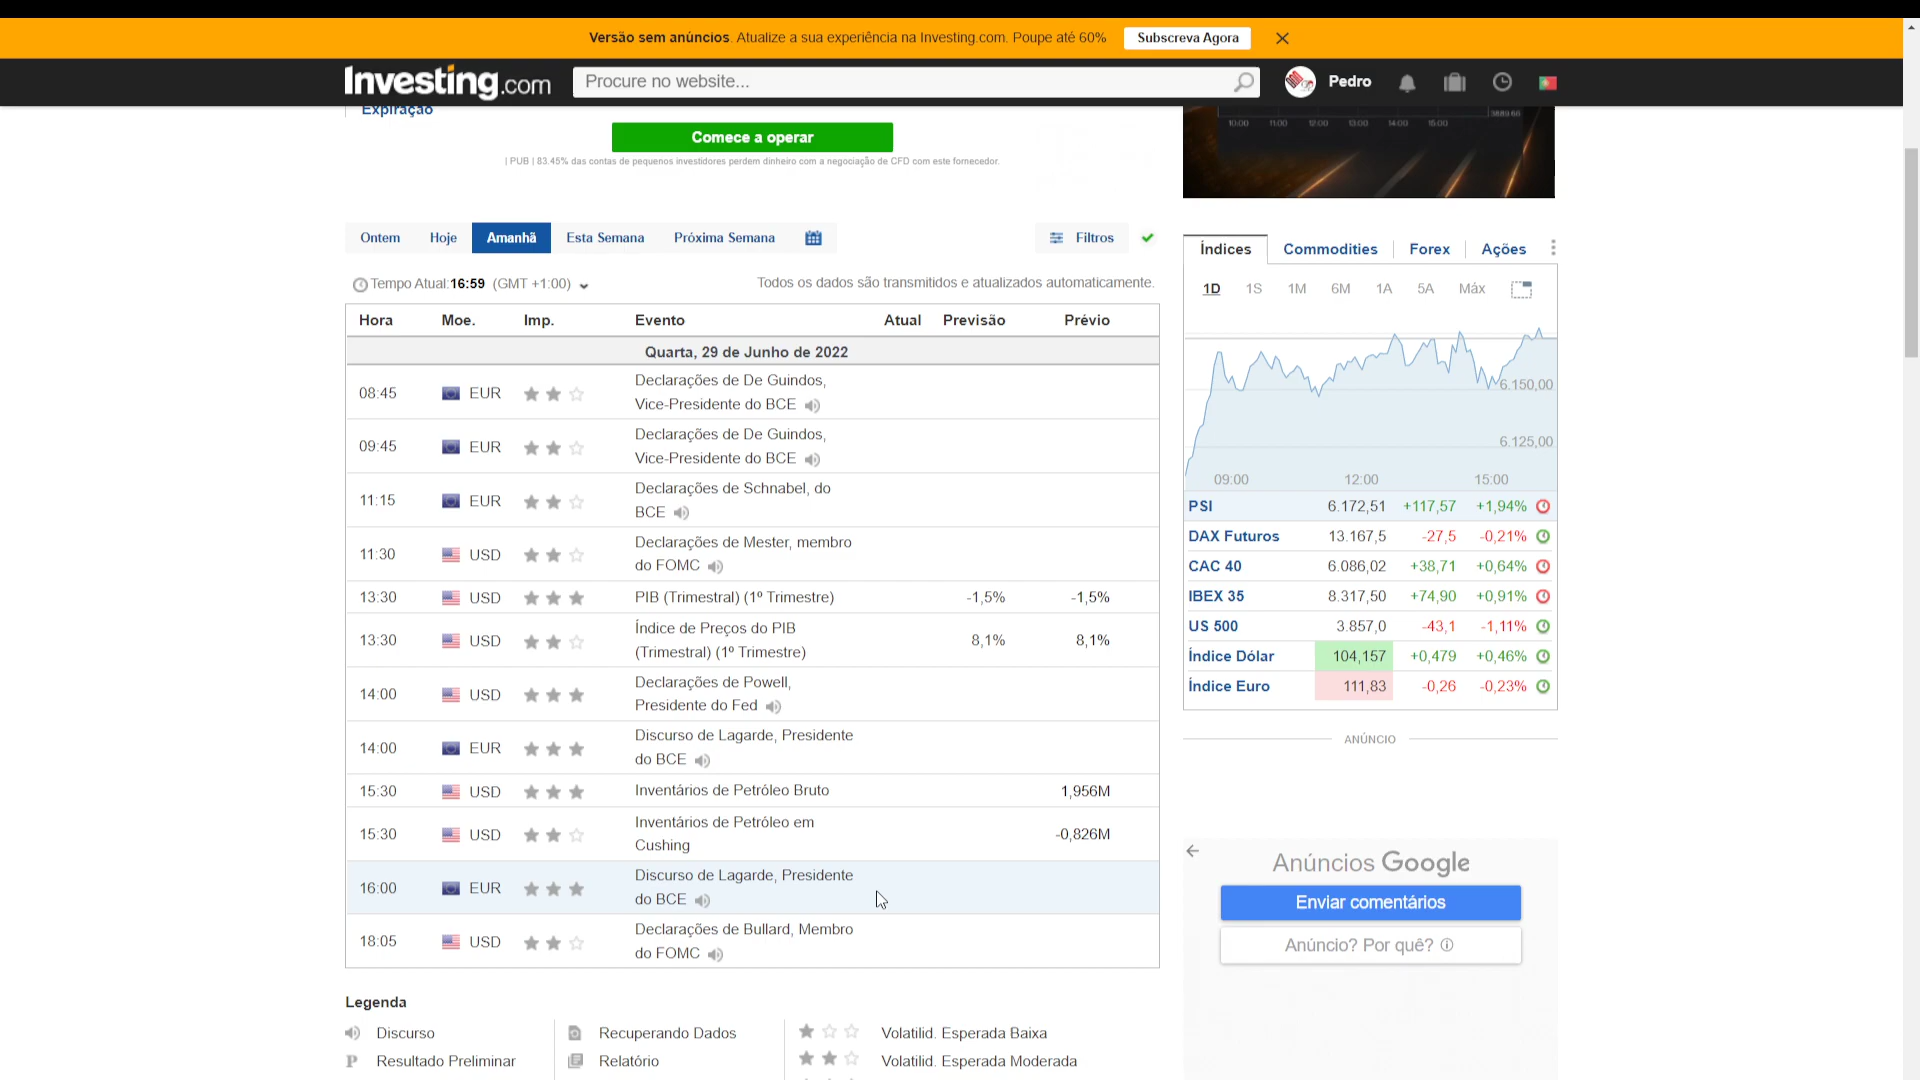 Versão sem anúncios. Atualize a sua experiência na Investing.com. Poupe até 60% Subscreva Agora
Investing.com Procure no website... Pedro
Expiração
Comece a operar
| PUB | 83.45% das contas de pequenos investidores perdem dinheiro com a negociação de CFD com este fornecedor.
10:00 11:00 12:00 13:00 14:00 15:00
Ontem Hoje Amanhã Esta Semana Próxima Semana Filtros
Tempo Atual:16:59 (GMT +1:00) Todos os dados são transmitidos e atualizados automaticamente.
Hora Moe. Imp. Evento Atual Previsão Prévio
Quarta, 29 de Junho de 2022
08:45 EUR Declarações de De Guindos,
Vice-Presidente do BCE
09:45 EUR Declarações de De Guindos,
Vice-Presidente do BCE
11:15 EUR Declarações de Schnabel, do
BCE
11:30 USD Declarações de Mester, membro
do FOMC
13:30 USD PIB (Trimestral) (1º Trimestre) -1,5% -1,5%
13:30 USD Índice de Preços do PIB
(Trimestral) (1º Trimestre) 8,1% 8,1%
14:00 USD Declarações de Powell,
Presidente do Fed
14:00 EUR Discurso de Lagarde, Presidente
do BCE
15:30 USD Inventários de Petróleo Bruto 1,956M
15:30 USD Inventários de Petróleo em
Cushing -0,826M
16:00 EUR Discurso de Lagarde, Presidente
do BCE
18:05 USD Declarações de Bullard, Membro
do FOMC
Legenda
Discurso Recuperando Dados Volatilid. Esperada Baixa
P Resultado Preliminar Relatório Volatilid. Esperada Moderada
Índices Commodities Forex Ações
1D 1S 1M 6M 1A 5A Máx
6.150,00
6.125,00
09:00 12:00 15:00
PSI 6.172,51 +117,57 +1,94%
DAX Futuros 13.167,5 -27,5 -0,21%
CAC 40 6.086,02 +38,71 +0,64%
IBEX 35 8.317,50 +74,90 +0,91%
US 500 3.857,0 -43,1 -1,11%
Índice Dólar 104,157 +0,479 +0,46%
Índice Euro 111,83 -0,26 -0,23%
ANÚNCIO
Anúncios Google
Enviar comentários
Anúncio? Por quê?